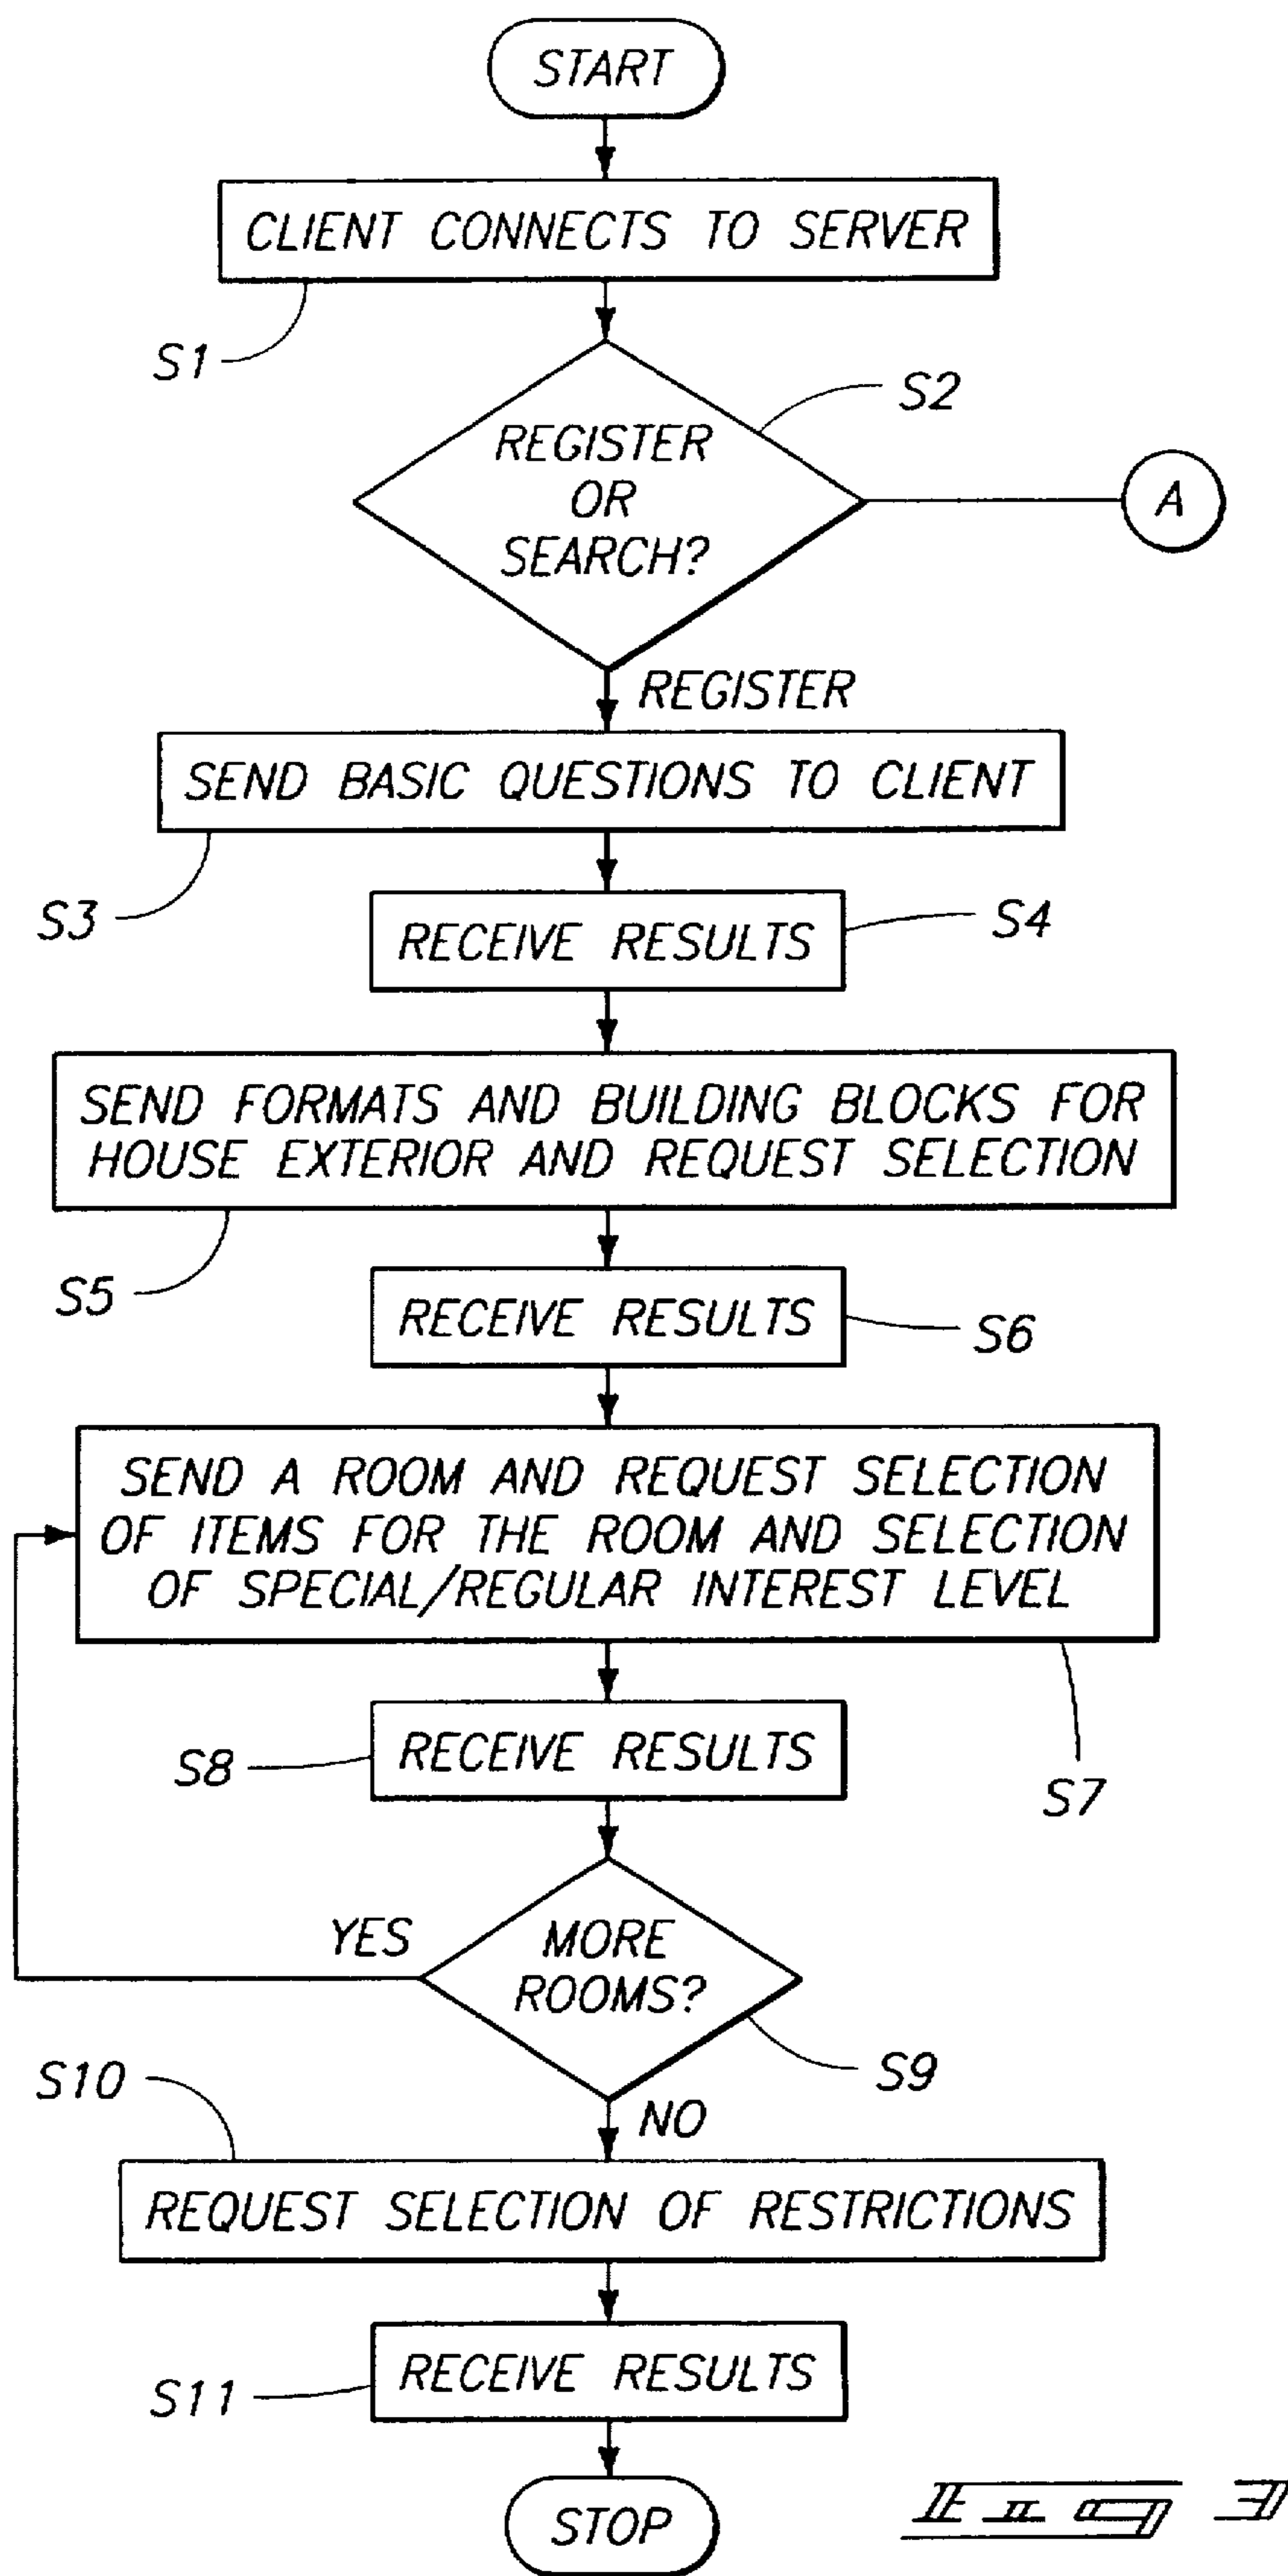 START
CLIENT CONNECTS TO SERVER
S1
REGISTER
OR
SEARCH?
S2
A
REGISTER
SEND BASIC QUESTIONS TO CLIENT
S3
RECEIVE RESULTS
S4
SEND FORMATS AND BUILDING BLOCKS FOR
HOUSE EXTERIOR AND REQUEST SELECTION
S5
RECEIVE RESULTS
S6
SEND A ROOM AND REQUEST SELECTION
OF ITEMS FOR THE ROOM AND SELECTION
OF SPECIAL/REGULAR INTEREST LEVEL
S7
RECEIVE RESULTS
S8
MORE
ROOMS?
YES
S9
NO
S10
REQUEST SELECTION OF RESTRICTIONS
RECEIVE RESULTS
S11
STOP
Fig 3